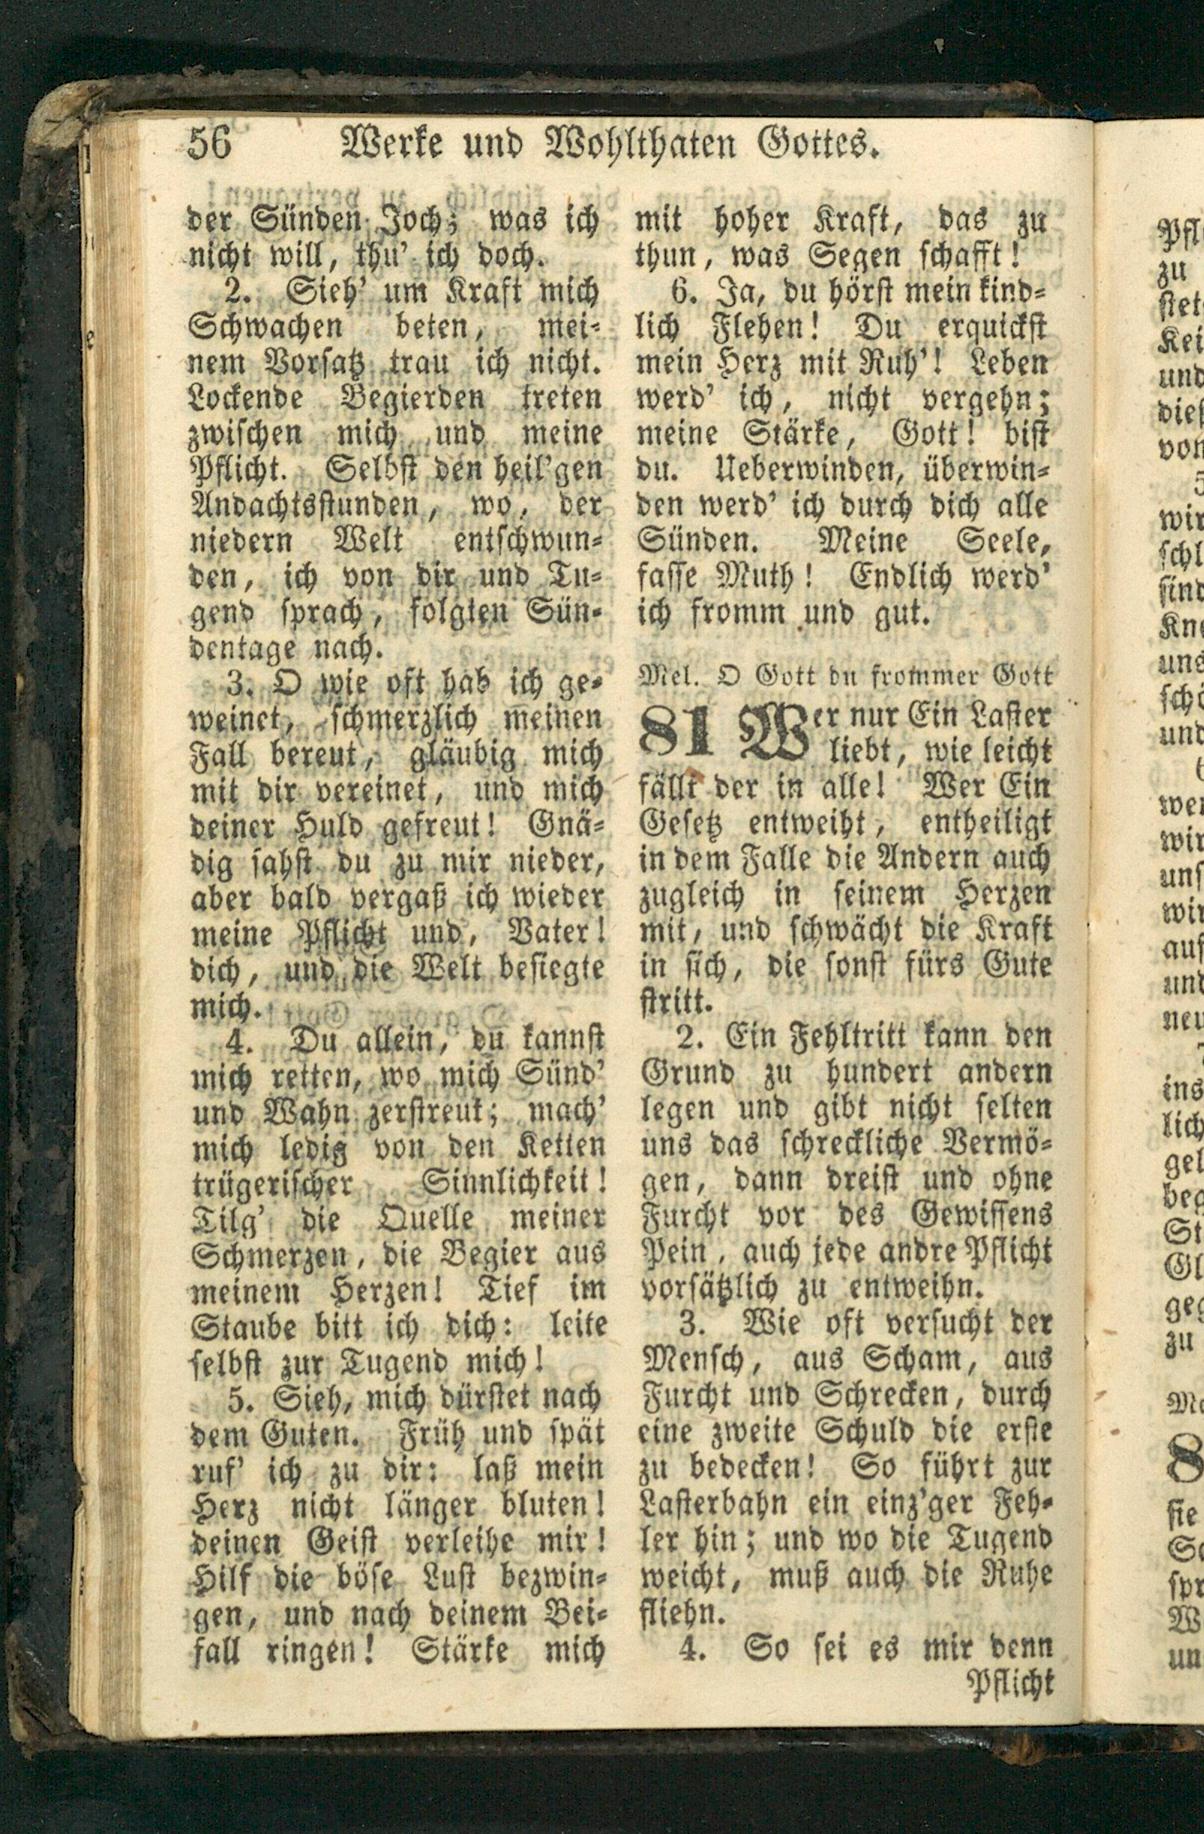 56 Werke und Wohlthaten Gottes.
der Sünden Joch; was ich
nicht will, thu' ich doch.
2. Sieh' um Kraft mich
Schwachen beten, mei-
nem Vorsatz trau ich nicht.
Lockende Begierden treten
zwischen mich und meine
Pflicht. Selbst den heil'gen
Andachtsstunden, wo, der
niedern Welt entschwun-
den, ich von dir und Tu-
gend sprach, folgten Sün-
dentage nach.
3. O wie oft hab ich ge-
weinet, schmerzlich meinen
Fall bereut, gläubig mich
mit dir vereinet, und mich
deiner Huld gefreut! Gnä-
dig sahst du zu mir nieder,
aber bald vergaß ich wieder
meine Pflicht und, Vater!
dich, und die Welt besiegte
mich.
4. Du allein, du kannst
mich retten, wo mich Sünd'
und Wahn zerstreut; mach'
mich ledig von den Ketten
trügerischer Sinnlichkeit!
Tilg' die Quelle meiner
Schmerzen, die Begier aus
meinem Herzen! Tief im
Staube bitt ich dich: leite
selbst zur Tugend mich!
5. Sieh, mich dürstet nach
dem Guten. Früh und spät
ruf' ich zu dir: laß mein
Herz nicht länger bluten!
deinen Geist verleihe mir!
Hilf die böse Lust bezwin-
gen, und nach deinem Bei-
fall ringen! Stärke mich
mit hoher Kraft, das zu
thun, was Segen schafft!
6. Ja, du hörst mein kind-
lich Flehen! Du erquickst
mein Herz mit Ruh'! Leben
werd' ich, nicht vergehn;
meine Stärke, Gott! bist
du. Ueberwinden, überwin-
den werd' ich durch dich alle
Sünden. Meine Seele,
fasse Muth! Endlich werd'
ich fromm und gut.
Mel. O Gott du frommer Gott
81 Wer nur Ein Laster
liebt, wie leicht
fällt der in alle! Wer Ein
Gesetz entweiht, entheiligt
in dem Falle die Andern auch
zugleich in seinem Herzen
mit, und schwächt die Kraft
in sich, die sonst fürs Gute
stritt.
2. Ein Fehltritt kann den
Grund zu hundert andern
legen und gibt nicht selten
uns das schreckliche Vermö-
gen, dann dreist und ohne
Furcht vor des Gewissens
Pein, auch jede andre Pflicht
vorsätzlich zu entweihn.
3. Wie oft versucht der
Mensch, aus Scham, aus
Furcht und Schrecken, durch
eine zweite Schuld die erste
zu bedecken! So führt zur
Lasterbahn ein einz'ger Feh-
ler hin; und wo die Tugend
weicht, muß auch die Ruhe
fliehn.
4. So sei es mir denn
Pflicht